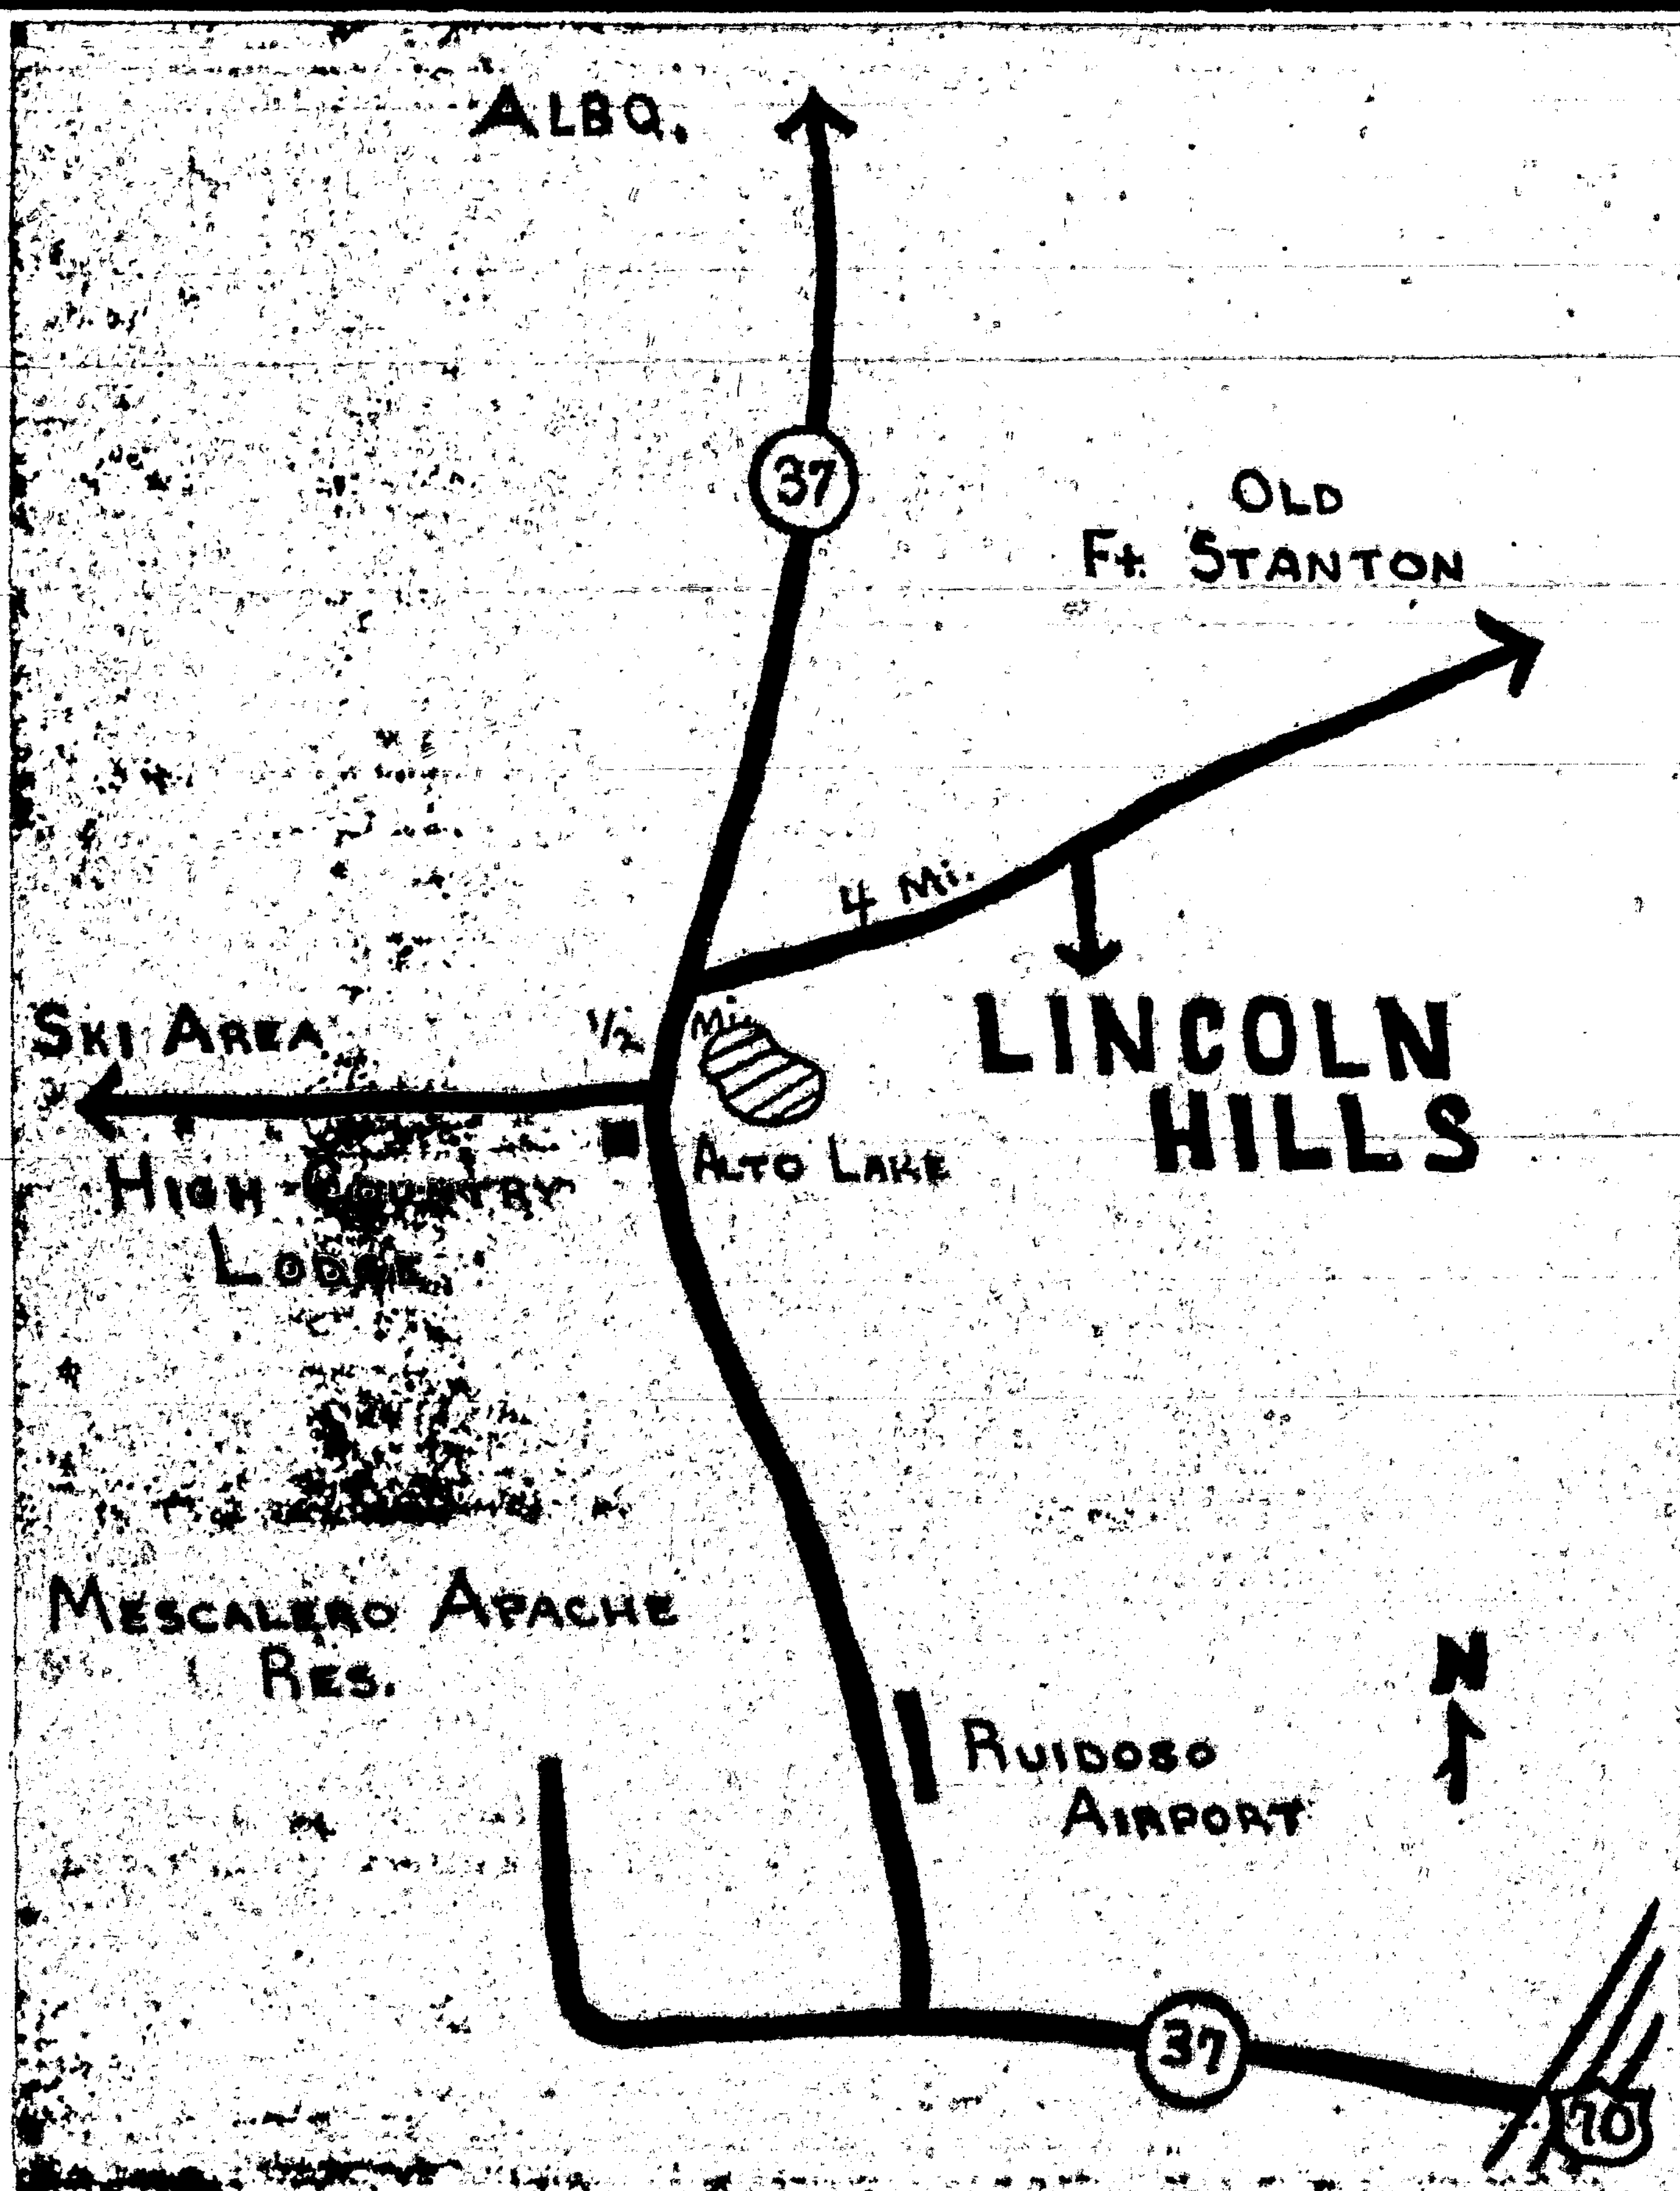 ALBQ.
37
OLD
Ft. STANTON
4 Mi.
SKI AREA
1/2 Mi.
LINCOLN
HILLS
ALTO LAKE
HIGH COUNTRY
LODGE
MESCALERO APACHE
RES.
N
RUIDOSO
AIRPORT
37
70